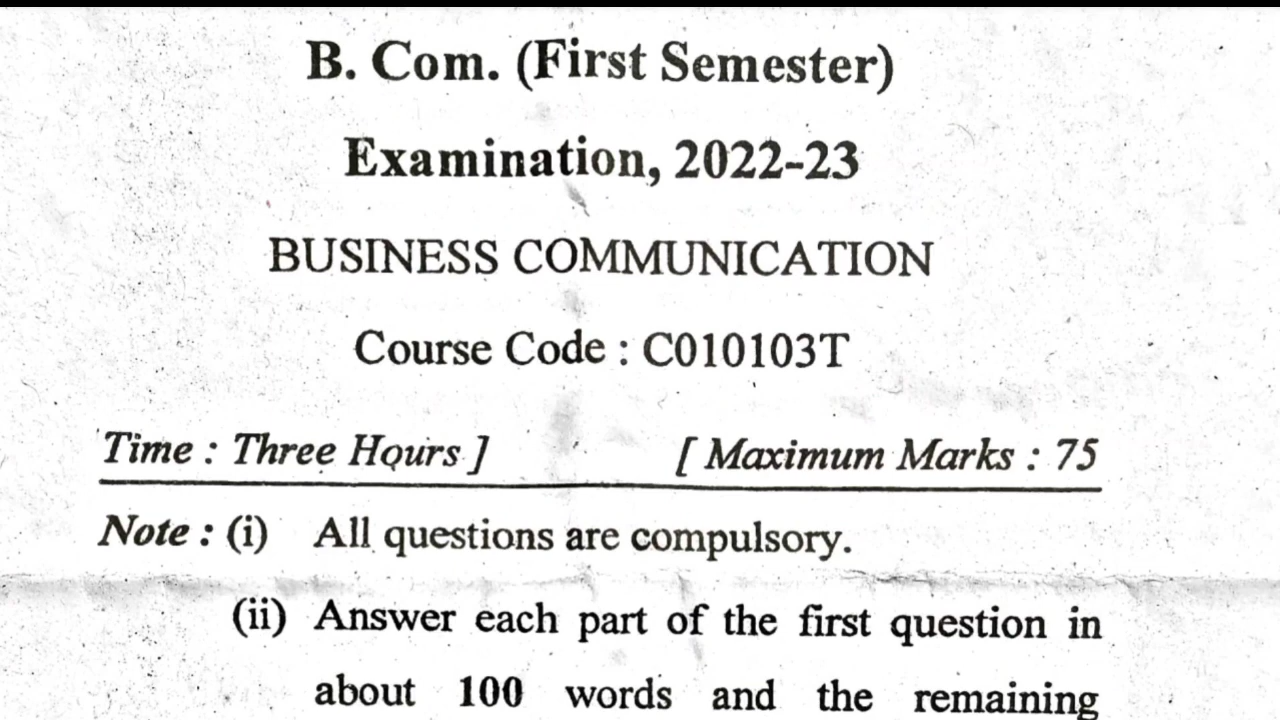 B. Com. (First Semester)
Examination, 2022-23
BUSINESS COMMUNICATION
Course Code : C010103T
Time : Three Hours ] [ Maximum Marks : 75
Note : (i) All questions are compulsory.
(ii) Answer each part of the first question in
about 100 words and the remaining